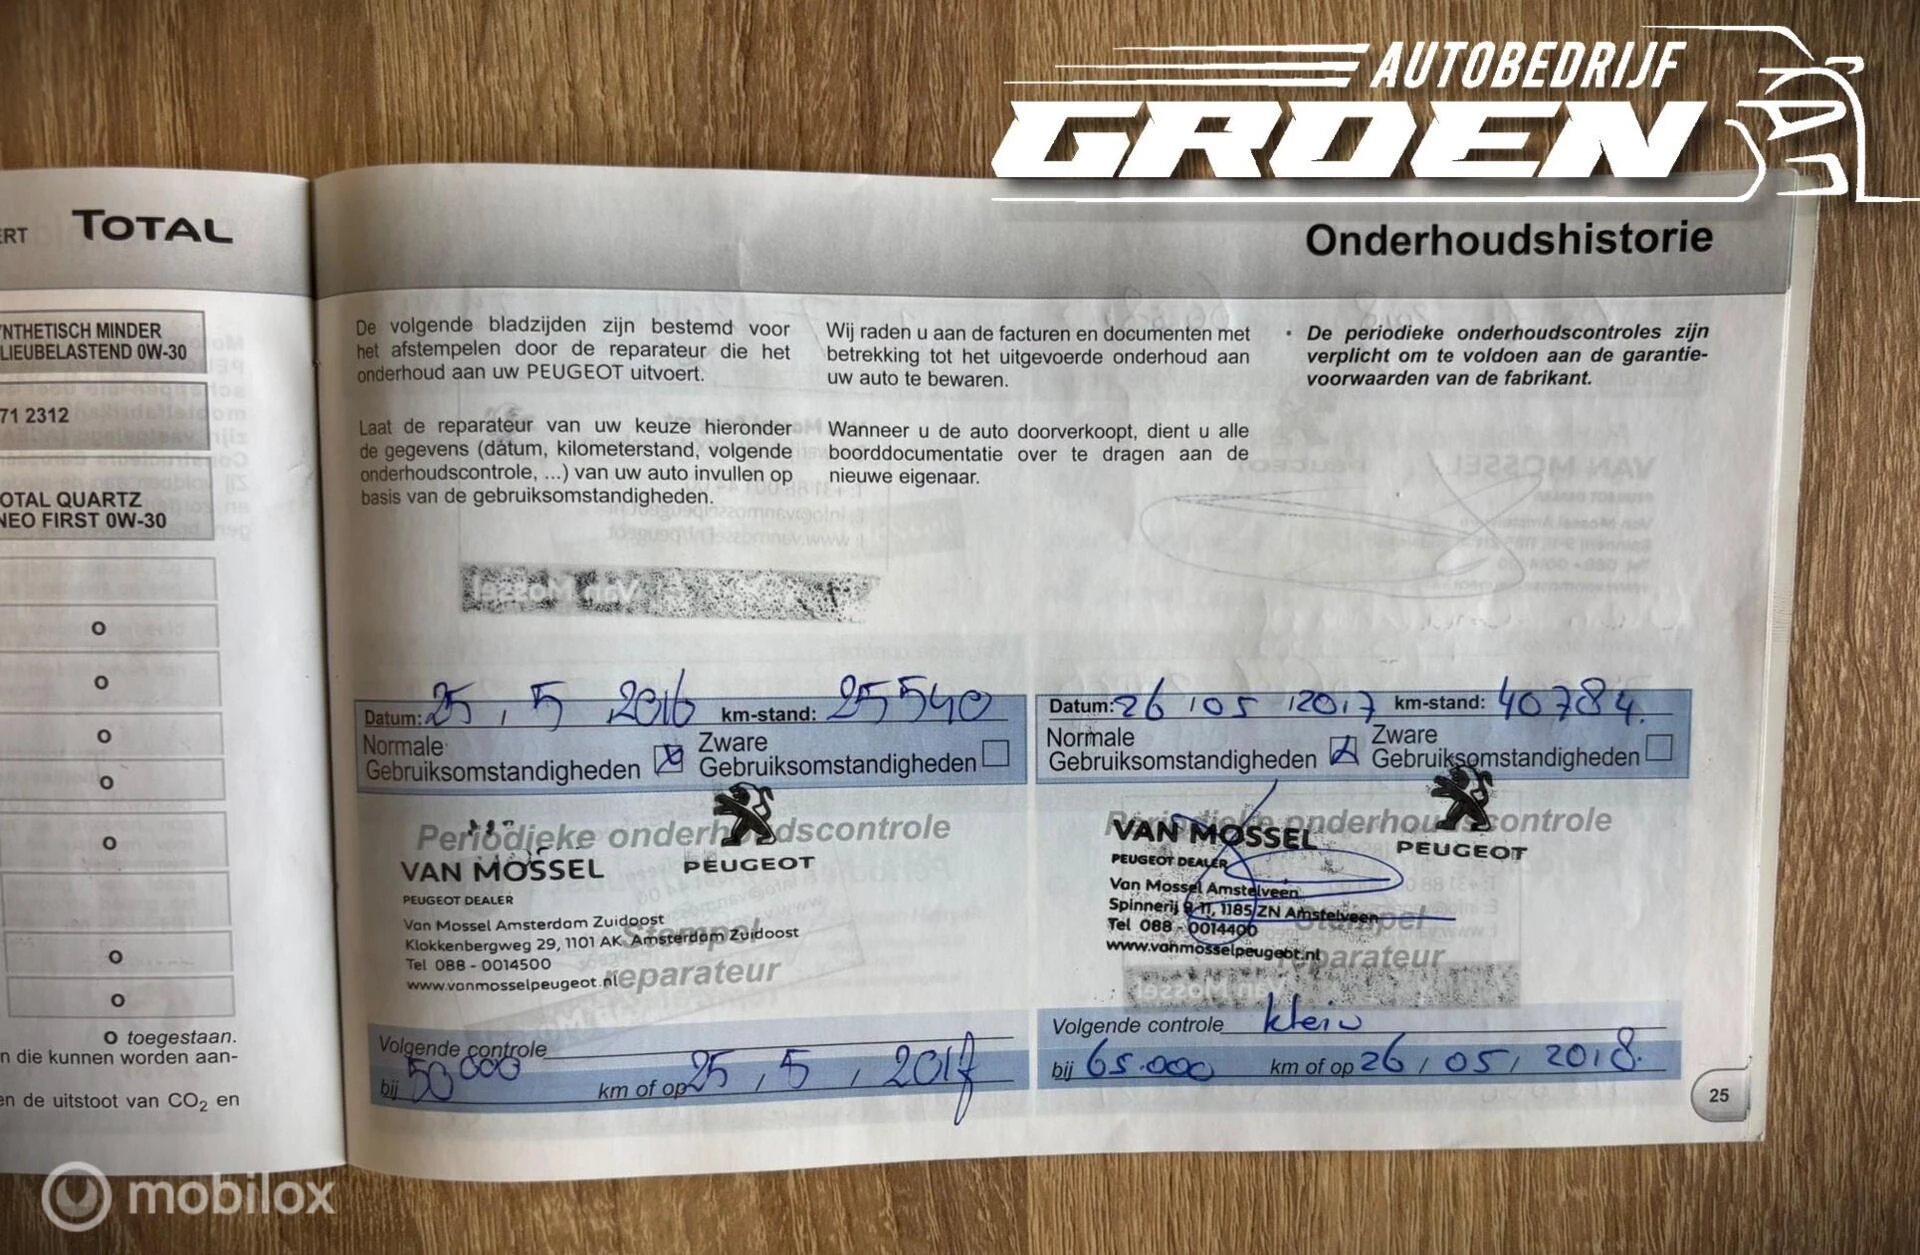 AUTOBEDRIJF
GROEN
TOTAL
Onderhoudshistorie
LIEUBELASTEND 0W-30
71 2312
OTAL QUARTZ
NEO FIRST 0W-30
o
o
o
o
o
o
o
o toegestaan.
n die kunnen worden aan-
en de uitstoot van CO2 en
De volgende bladzijden zijn bestemd voor
het afstempelen door de reparateur die het
onderhoud aan uw PEUGEOT uitvoert.
Laat de reparateur van uw keuze hieronder
de gegevens (datum, kilometerstand, volgende
onderhoudscontrole, ...) van uw auto invullen op
basis van de gebruiksomstandigheden.
Wij raden u aan de facturen en documenten met
betrekking tot het uitgevoerde onderhoud aan
uw auto te bewaren.
Wanneer u de auto doorverkoopt, dient u alle
boorddocumentatie over te dragen aan de
nieuwe eigenaar.
• De periodieke onderhoudscontroles zijn
verplicht om te voldoen aan de garantie-
voorwaarden van de fabrikant.
Datum: 25, 5, 2016 km-stand: 25540
Normale Zware
Gebruiksomstandigheden Gebruiksomstandigheden
Periodieke onderhoudscontrole
VAN MOSSEL PEUGEOT
PEUGEOT DEALER
Van Mossel Amsterdam Zuidoost
Klokkenbergweg 29, 1101 AK Amsterdam Zuidoost
Tel 088 - 0014500
www.vanmosselpeugeot.nl
Stempel
reparateur
Volgende controle
bij 50 000 km of op 25, 5, 2017
Datum: 26/05/2017 km-stand: 40784.
Normale Zware
Gebruiksomstandigheden Gebruiksomstandigheden
Periodieke onderhoudscontrole
VAN MOSSEL PEUGEOT
PEUGEOT DEALER
Van Mossel Amstelveen
Spinnerij 9-11, 1185 ZN Amstelveen
Tel 088 - 0014400
www.vanmosselpeugeot.nl
Stempel
reparateur
Volgende controle klein
bij 65.000 km of op 26/05/2018.
25
mobilox